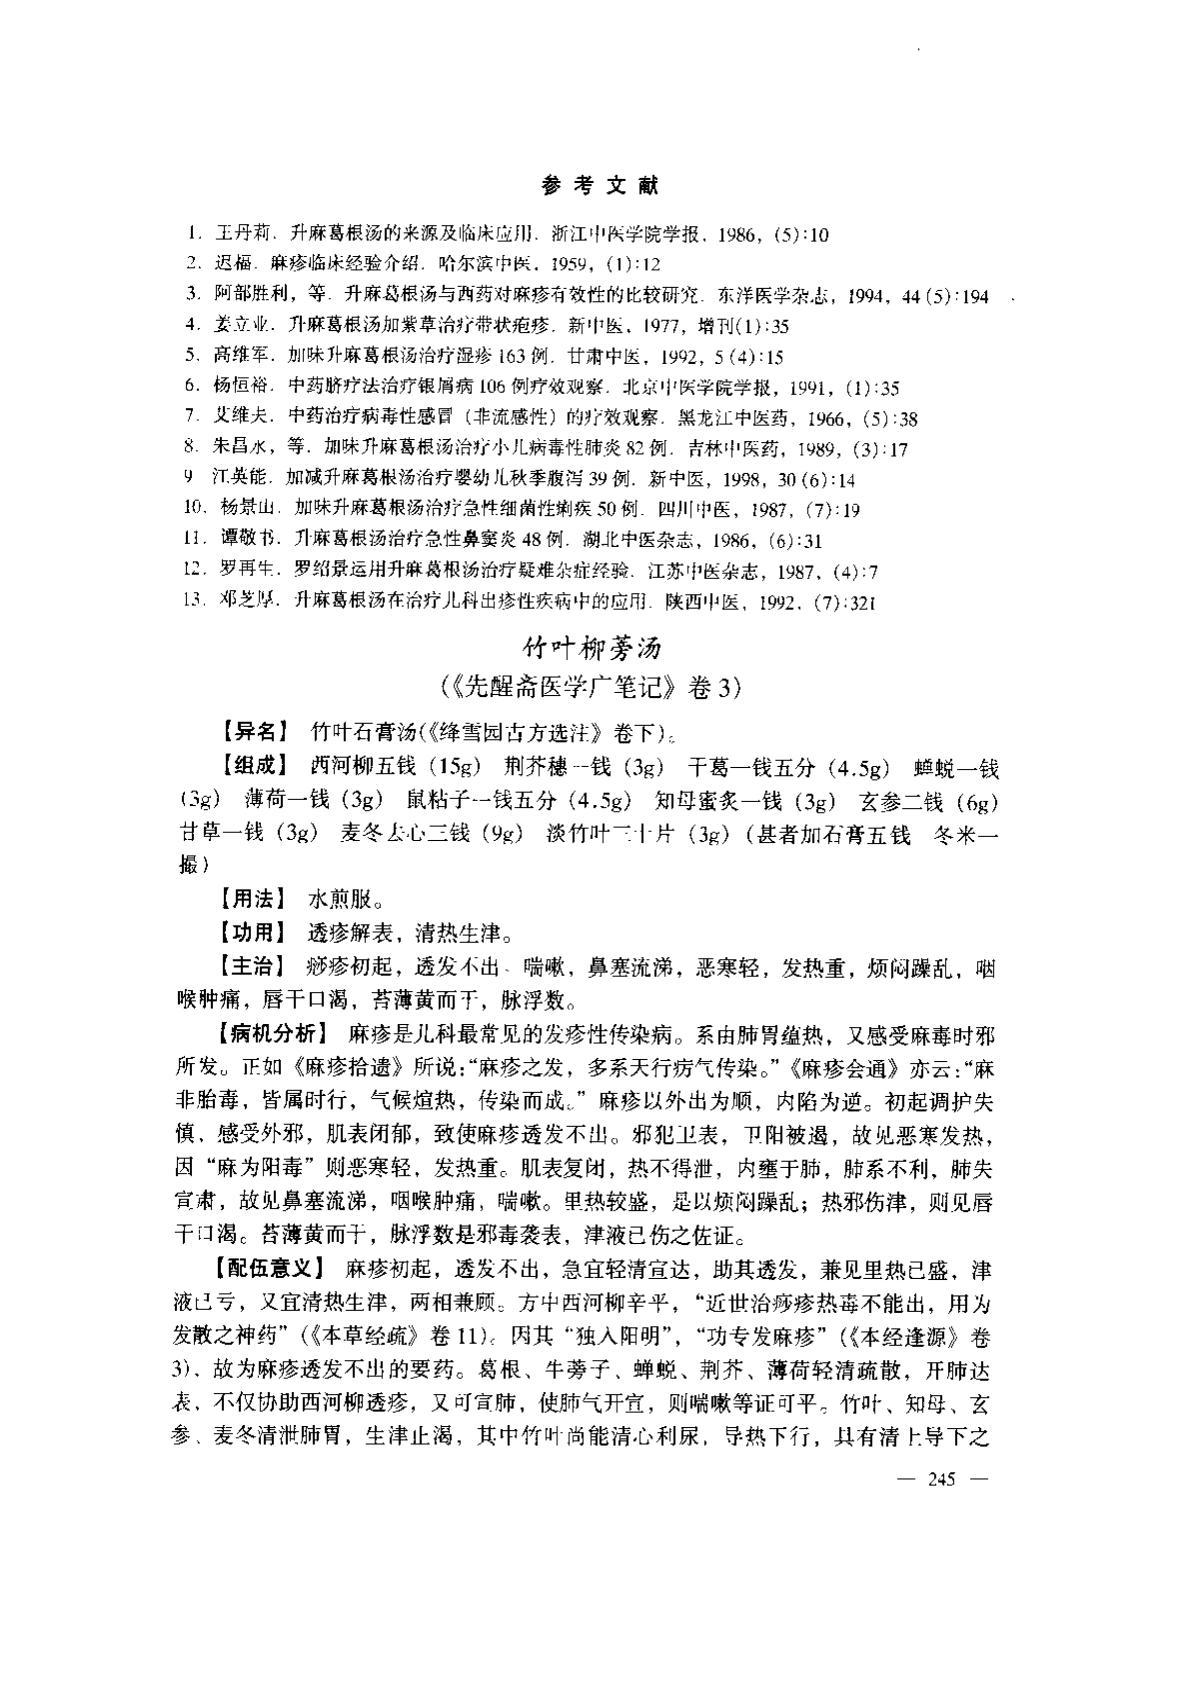 参考文献
1. 王丹莉. 升麻葛根汤的来源及临床应用. 浙江中医学院学报, 1986, (5):10
2. 迟福. 麻疹临床经验介绍. 哈尔滨中医, 1959, (1):12
3. 阿部胜利, 等. 升麻葛根汤与西药对麻疹有效性的比较研究. 东洋医学杂志, 1994, 44 (5):194
4. 姜立业. 升麻葛根汤加紫草治疗带状疱疹. 新中医, 1977, 增刊(1):35
5. 高维军. 加味升麻葛根汤治疗湿疹 163 例. 甘肃中医, 1992, 5 (4):15
6. 杨恒裕. 中药脐疗法治疗银屑病 106 例疗效观察. 北京中医学院学报, 1991, (1):35
7. 艾维夫. 中药治疗病毒性感冒 (非流感性) 的疗效观察. 黑龙江中医药, 1966, (5):38
8. 朱昌永, 等. 加味升麻葛根汤治疗小儿病毒性肺炎 82 例. 吉林中医药, 1989, (3):17
9 江英能. 加减升麻葛根汤治疗婴幼儿秋季腹泻 39 例. 新中医, 1998, 30 (6):14
10. 杨景山. 加味升麻葛根汤治疗急性细菌性痢疾 50 例. 四川中医, 1987, (7):19
11. 谭敬书. 升麻葛根汤治疗急性鼻窦炎 48 例. 湖北中医杂志, 1986, (6):31
12. 罗再生. 罗绍景运用升麻葛根汤治疗疑难杂症经验. 江苏中医杂志, 1987, (4):7
13. 邓芝厚. 升麻葛根汤在治疗儿科出疹性疾病中的应用. 陕西中医, 1992, (7):321
竹叶柳蒡汤
(《先醒斋医学广笔记》卷 3)
【异名】 竹叶石膏汤(《绛雪园古方选注》卷下)。
【组成】 西河柳五钱 (15g) 荆芥穗一钱 (3g) 干葛一钱五分 (4.5g) 蝉蜕一钱
(3g) 薄荷一钱 (3g) 鼠粘子一钱五分 (4.5g) 知母蜜炙一钱 (3g) 玄参二钱 (6g)
甘草一钱 (3g) 麦冬去心三钱 (9g) 淡竹叶三十片 (3g) (甚者加石膏五钱 冬米一
撮)
【用法】 水煎服。
【功用】 透疹解表, 清热生津。
【主治】 痧疹初起, 透发不出、喘嗽, 鼻塞流涕, 恶寒轻, 发热重, 烦闷躁乱, 咽
喉肿痛, 唇干口渴, 苔薄黄而干, 脉浮数。
【病机分析】 麻疹是儿科最常见的发疹性传染病。系由肺胃蕴热, 又感受麻毒时邪
所发。正如《麻疹拾遗》所说:“麻疹之发, 多系天行疠气传染。”《麻疹会通》亦云:“麻
非胎毒, 皆属时行, 气候煊热, 传染而成。” 麻疹以外出为顺, 内陷为逆。初起调护失
慎, 感受外邪, 肌表闭郁, 致使麻疹透发不出。邪犯卫表, 卫阳被遏, 故见恶寒发热,
因 “麻为阳毒” 则恶寒轻, 发热重。肌表复闭, 热不得泄, 内壅于肺, 肺系不利, 肺失
宣肃, 故见鼻塞流涕, 咽喉肿痛, 喘嗽。里热较盛, 是以烦闷躁乱; 热邪伤津, 则见唇
干口渴。苔薄黄而干, 脉浮数是邪毒袭表, 津液已伤之佐证。
【配伍意义】 麻疹初起, 透发不出, 急宜轻清宣达, 助其透发, 兼见里热已盛, 津
液已亏, 又宜清热生津, 两相兼顾。方中西河柳辛平, “近世治痧疹热毒不能出, 用为
发散之神药” (《本草经疏》卷 11)。因其 “独入阳明”, “功专发麻疹” (《本经逢源》卷
3), 故为麻疹透发不出的要药。葛根、牛蒡子、蝉蜕、荆芥、薄荷轻清疏散, 开肺达
表, 不仅协助西河柳透疹, 又可宣肺, 使肺气开宣, 则喘嗽等证可平。竹叶、知母、玄
参、麦冬清泄肺胃, 生津止渴, 其中竹叶尚能清心利尿, 导热下行, 具有清上导下之
— 245 —